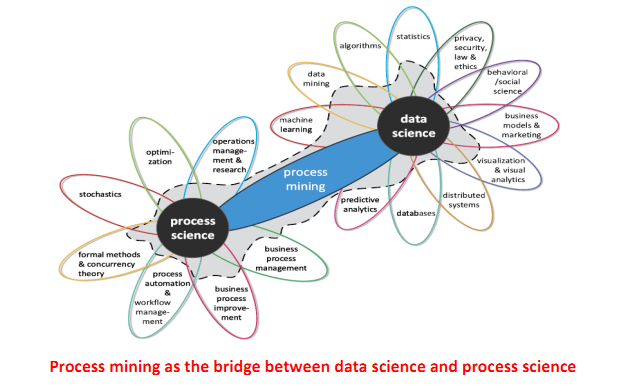 statistics
algorithms
privacy,
security,
law &
ethics
data
mining
behavioral
/social
science
machine
learning
data
science
business
models &
marketing
visualization
& visual
analytics
distributed
systems
databases
predictive
analytics
process
mining
operations
manage-
ment &
research
optimi-
zation
stochastics
process
science
formal methods
& concurrency
theory
process
automation
&
workflow
manage-
ment
business
process
improve-
ment
business
process
management
Process mining as the bridge between data science and process science